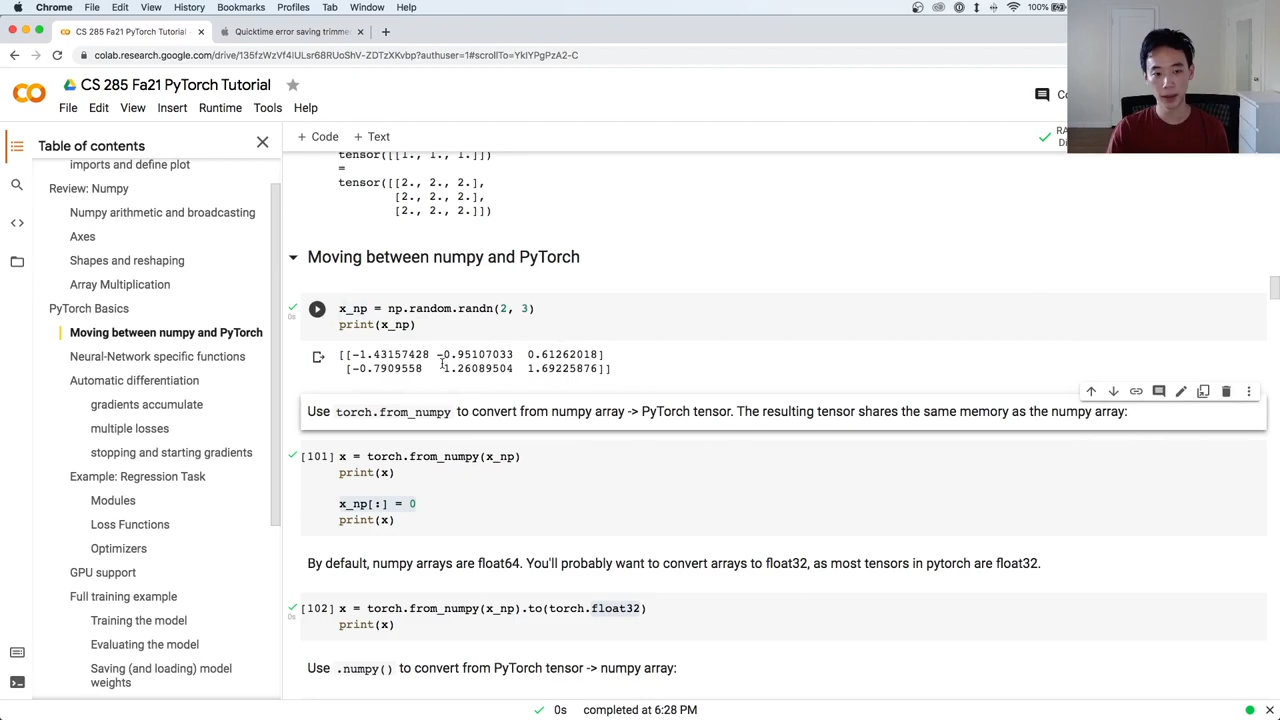 Chrome File Edit View History Bookmarks Profiles Tab Window Help 100%
CS 285 Fa21 PyTorch Tutorial - × Quicktime error saving trimme × +
colab.research.google.com/drive/135fzWzVf4lULsr68RUoShV-ZDTzXKvbp?authuser=1#scrollTo=YkIYPgPzA2-C
CS 285 Fa21 PyTorch Tutorial
File Edit View Insert Runtime Tools Help
+ Code + Text
Table of contents
imports and define plot
Review: Numpy
Numpy arithmetic and broadcasting
Axes
Shapes and reshaping
Array Multiplication
PyTorch Basics
Moving between numpy and PyTorch
Neural-Network specific functions
Automatic differentiation
gradients accumulate
multiple losses
stopping and starting gradients
Example: Regression Task
Modules
Loss Functions
Optimizers
GPU support
Full training example
Training the model
Evaluating the model
Saving (and loading) model
weights
tensor([[1., 1., 1.]])
=
tensor([[2., 2., 2.],
[2., 2., 2.],
[2., 2., 2.]])
Moving between numpy and PyTorch
x_np = np.random.randn(2, 3)
print(x_np)
0s
[[-1.43157428 -0.95107033 0.61262018]
[-0.7909558 1.26089504 1.69225876]]
Use torch.from_numpy to convert from numpy array -> PyTorch tensor. The resulting tensor shares the same memory as the numpy array:
[101] x = torch.from_numpy(x_np)
print(x)
0s
x_np[:] = 0
print(x)
By default, numpy arrays are float64. You'll probably want to convert arrays to float32, as most tensors in pytorch are float32.
[102] x = torch.from_numpy(x_np).to(torch.float32)
print(x)
0s
Use .numpy() to convert from PyTorch tensor -> numpy array:
0s completed at 6:28 PM